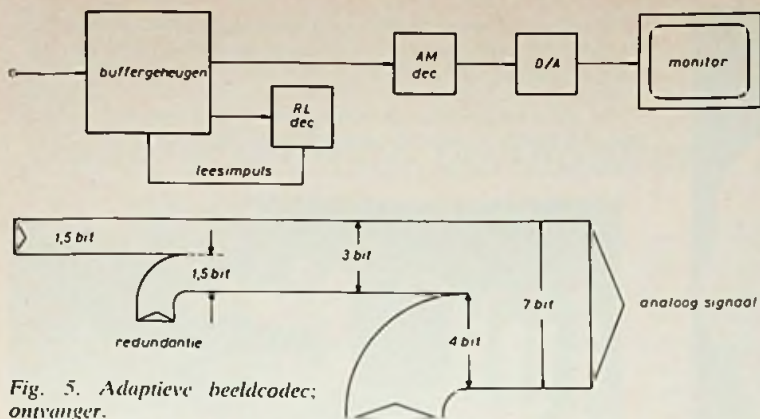 buffergeheugen
AM
dec
D/A
monitor
RL
dec
leesimpuls
1,5 bit
1,5 bit
3 bit
7 bit
4 bit
analoog signaal
redundantie
Fig. 5. Adaptieve beeldcodec;
ontvanger.